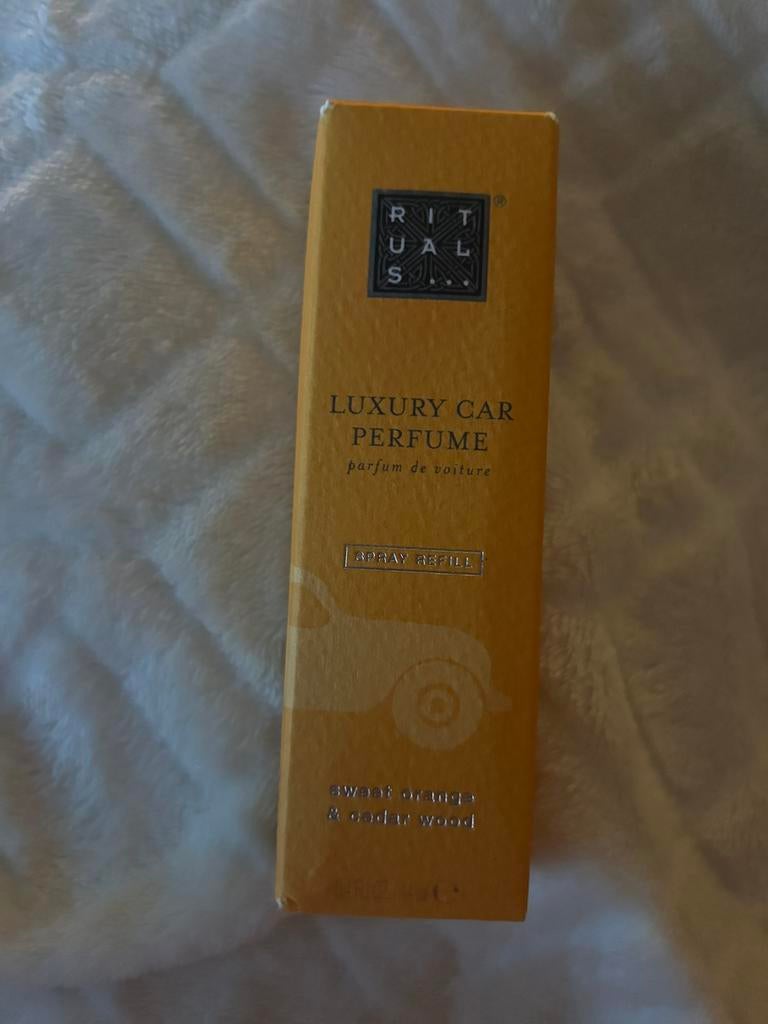 RIT
UAL
S...
®
LUXURY CAR
PERFUME
parfum de voiture
SPRAY REFILL
sweet orange
& cedar wood